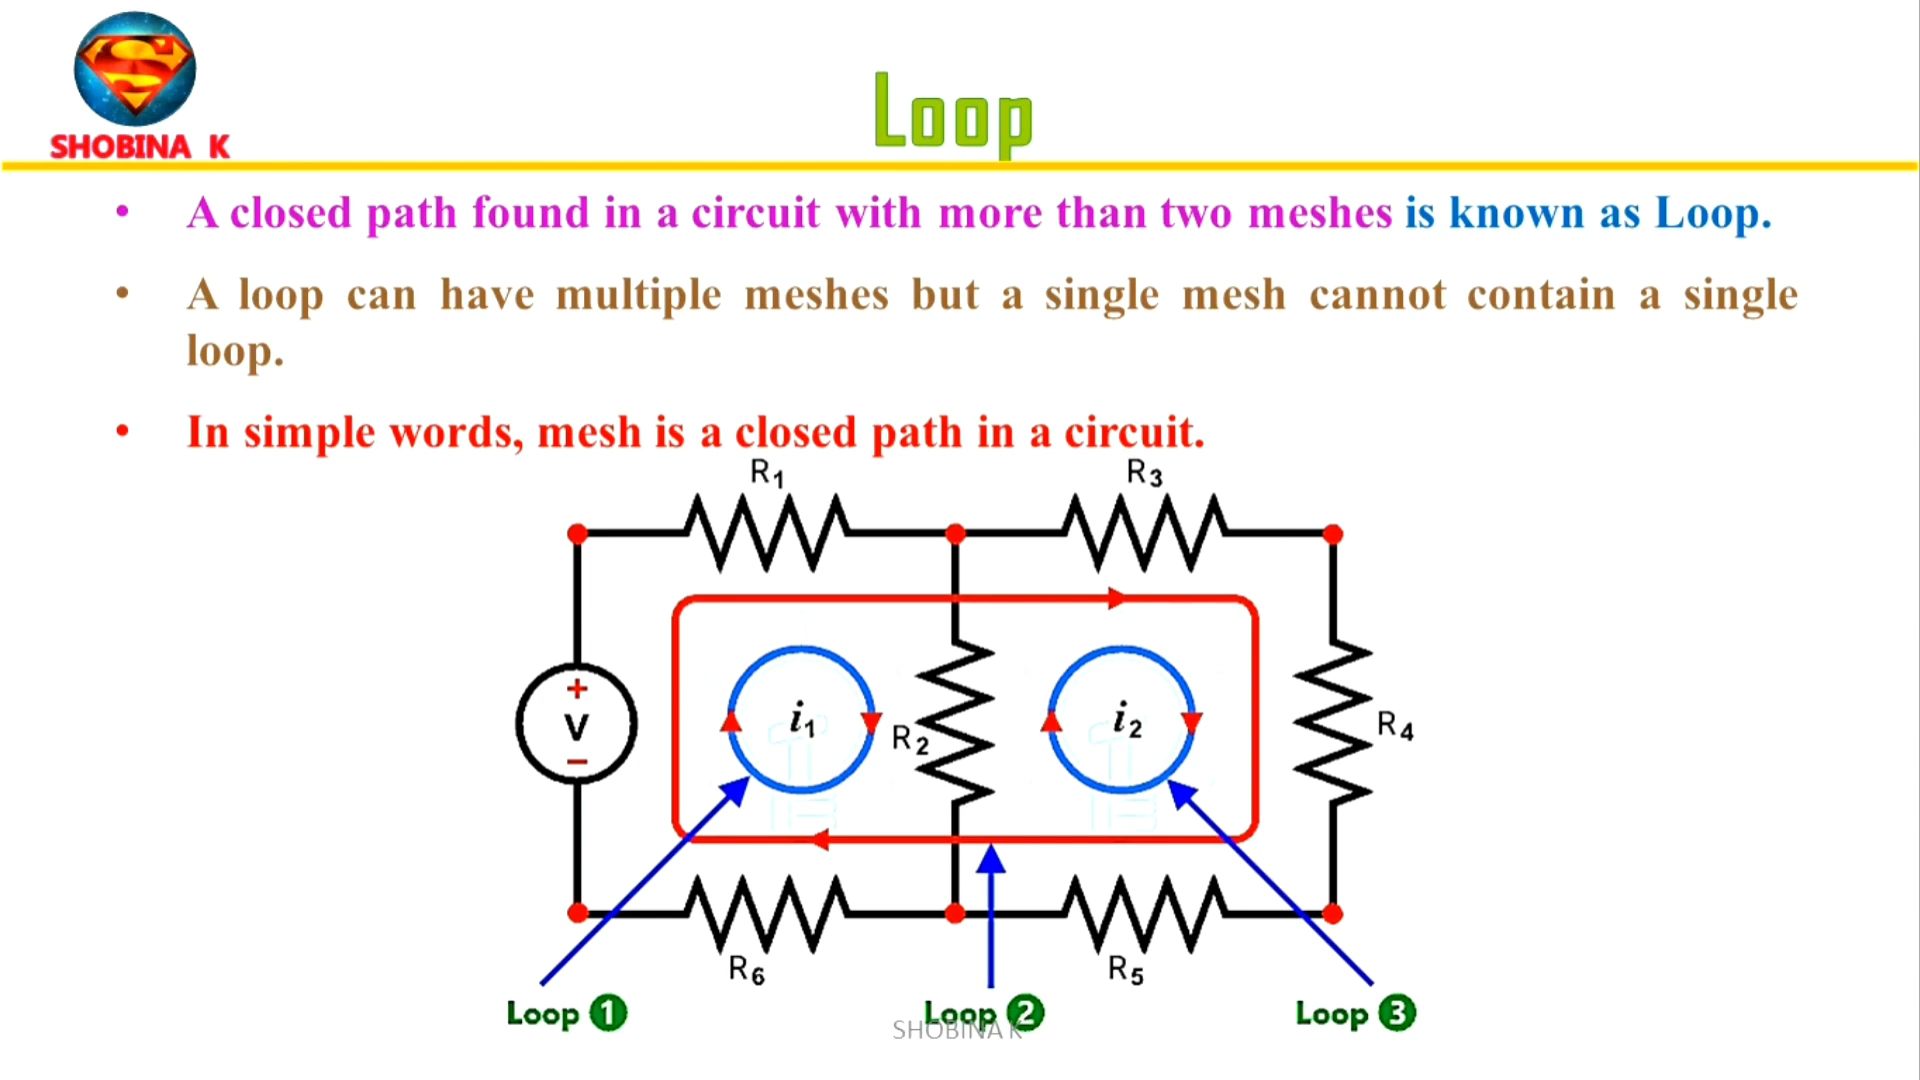 S
SHOBINA K
Loop
• A closed path found in a circuit with more than two meshes is known as Loop.
• A loop can have multiple meshes but a single mesh cannot contain a single
loop.
• In simple words, mesh is a closed path in a circuit.
R1
R3
+
V
−
i1
R2
i2
R4
R6
R5
Loop 1
Loop 2
Loop 3
SHOBINA K